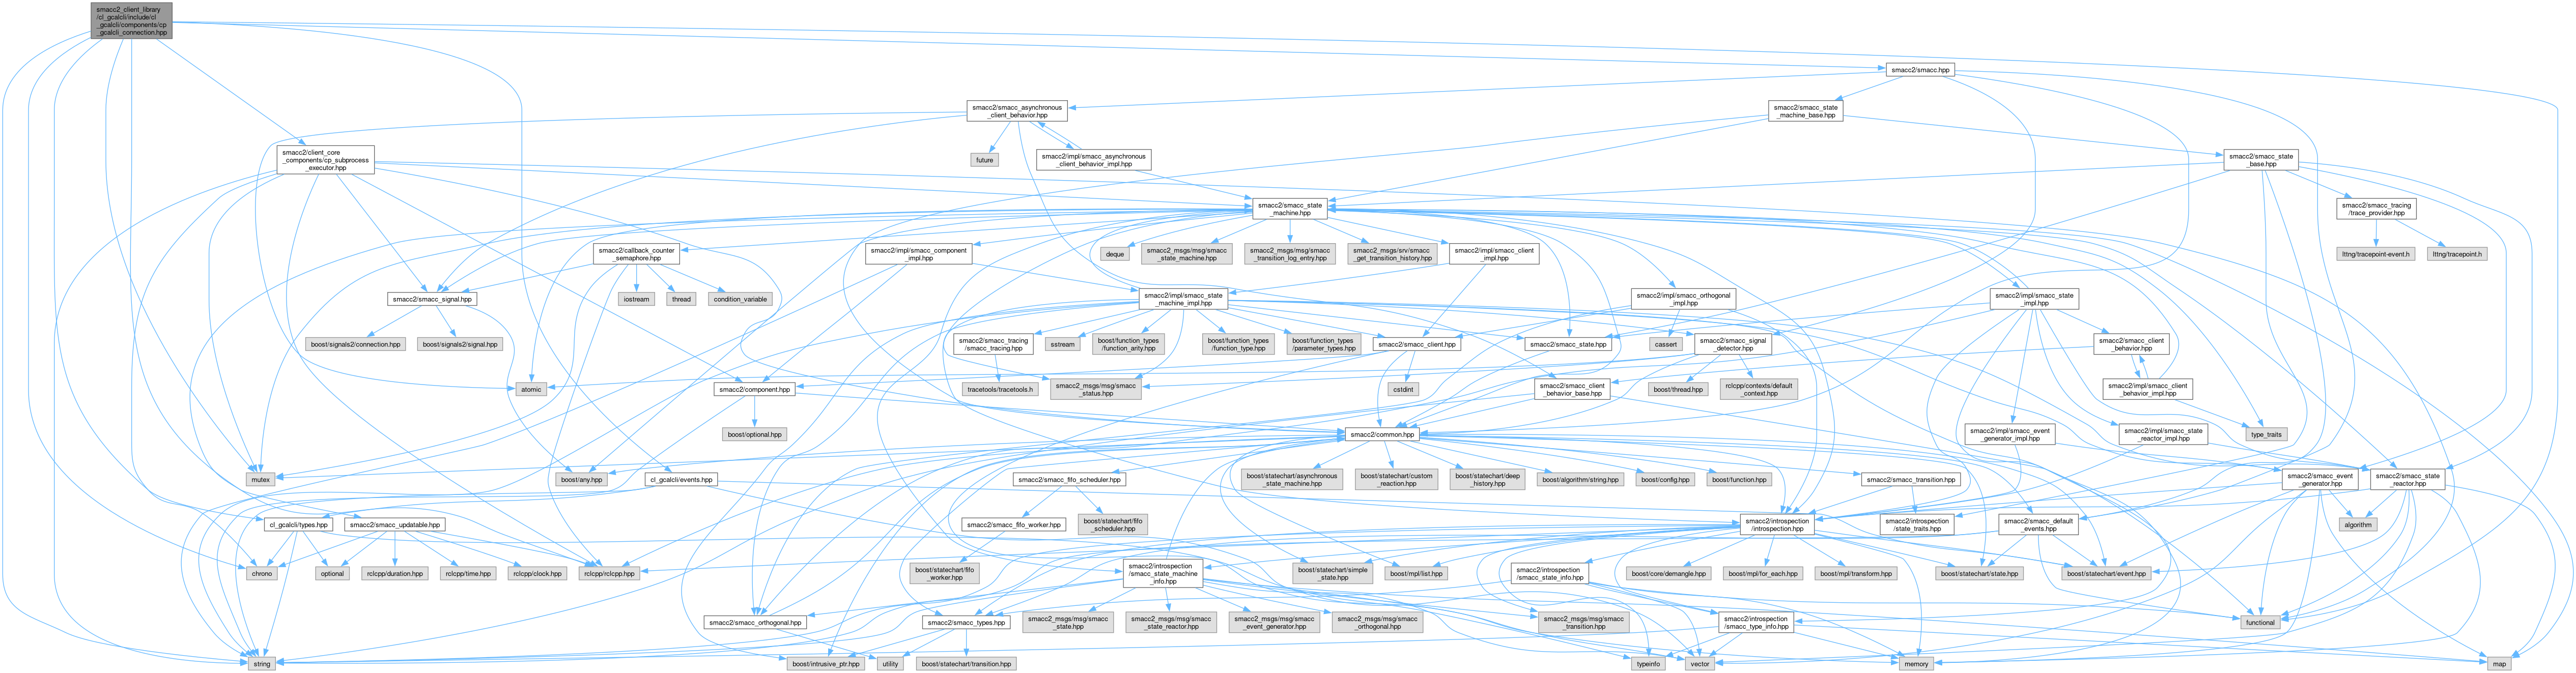 smacc2_client_library
/cl_gcalcli/include/cl
_gcalcli/components/cp
_gcalcli_connection.hpp
smacc2/smacc.hpp
smacc2/smacc_asynchronous
_client_behavior.hpp
smacc2/smacc_state
_machine_base.hpp
smacc2/client_core
_components/cp_subprocess
_executor.hpp
future
smacc2/impl/smacc_asynchronous
_client_behavior_impl.hpp
smacc2/smacc_state
_base.hpp
smacc2/smacc_state
_machine.hpp
smacc2/smacc_tracing
/trace_provider.hpp
smacc2/callback_counter
_semaphore.hpp
smacc2/impl/smacc_component
_impl.hpp
deque
smacc2_msgs/msg/smacc
_state_machine.hpp
smacc2_msgs/msg/smacc
_transition_log_entry.hpp
smacc2_msgs/srv/smacc
_get_transition_history.hpp
smacc2/impl/smacc_client
_impl.hpp
lttng/tracepoint-event.h
lttng/tracepoint.h
smacc2/smacc_signal.hpp
iostream
thread
condition_variable
smacc2/impl/smacc_state
_machine_impl.hpp
smacc2/impl/smacc_orthogonal
_impl.hpp
smacc2/impl/smacc_state
_impl.hpp
boost/signals2/connection.hpp
boost/signals2/signal.hpp
smacc2/smacc_tracing
/smacc_tracing.hpp
sstream
boost/function_types
/function_arity.hpp
boost/function_types
/function_type.hpp
boost/function_types
/parameter_types.hpp
smacc2/smacc_client.hpp
smacc2/smacc_state.hpp
cassert
smacc2/smacc_signal
_detector.hpp
smacc2/smacc_client
_behavior.hpp
atomic
smacc2/component.hpp
tracetools/tracetools.h
smacc2_msgs/msg/smacc
_status.hpp
cstdint
smacc2/smacc_client
_behavior_base.hpp
boost/thread.hpp
rclcpp/contexts/default
_context.hpp
smacc2/impl/smacc_client
_behavior_impl.hpp
boost/optional.hpp
smacc2/common.hpp
smacc2/impl/smacc_event
_generator_impl.hpp
smacc2/impl/smacc_state
_reactor_impl.hpp
type_traits
mutex
boost/any.hpp
cl_gcalcli/events.hpp
smacc2/smacc_fifo_scheduler.hpp
boost/statechart/asynchronous
_state_machine.hpp
boost/statechart/custom
_reaction.hpp
boost/statechart/deep
_history.hpp
boost/algorithm/string.hpp
boost/config.hpp
boost/function.hpp
smacc2/smacc_transition.hpp
smacc2/smacc_event
_generator.hpp
smacc2/smacc_state
_reactor.hpp
cl_gcalcli/types.hpp
smacc2/smacc_updatable.hpp
smacc2/smacc_fifo_worker.hpp
boost/statechart/fifo
_scheduler.hpp
smacc2/introspection
/introspection.hpp
smacc2/introspection
/state_traits.hpp
smacc2/smacc_default
_events.hpp
algorithm
chrono
optional
rclcpp/duration.hpp
rclcpp/time.hpp
rclcpp/clock.hpp
rclcpp/rclcpp.hpp
boost/statechart/fifo
_worker.hpp
smacc2/introspection
/smacc_state_machine
_info.hpp
boost/statechart/simple
_state.hpp
boost/mpl/list.hpp
smacc2/introspection
/smacc_state_info.hpp
boost/core/demangle.hpp
boost/mpl/for_each.hpp
boost/mpl/transform.hpp
boost/statechart/state.hpp
boost/statechart/event.hpp
smacc2/smacc_orthogonal.hpp
smacc2/smacc_types.hpp
smacc2_msgs/msg/smacc
_state.hpp
smacc2_msgs/msg/smacc
_state_reactor.hpp
smacc2_msgs/msg/smacc
_event_generator.hpp
smacc2_msgs/msg/smacc
_orthogonal.hpp
smacc2_msgs/msg/smacc
_transition.hpp
smacc2/introspection
/smacc_type_info.hpp
functional
string
boost/intrusive_ptr.hpp
utility
boost/statechart/transition.hpp
typeinfo
vector
memory
map